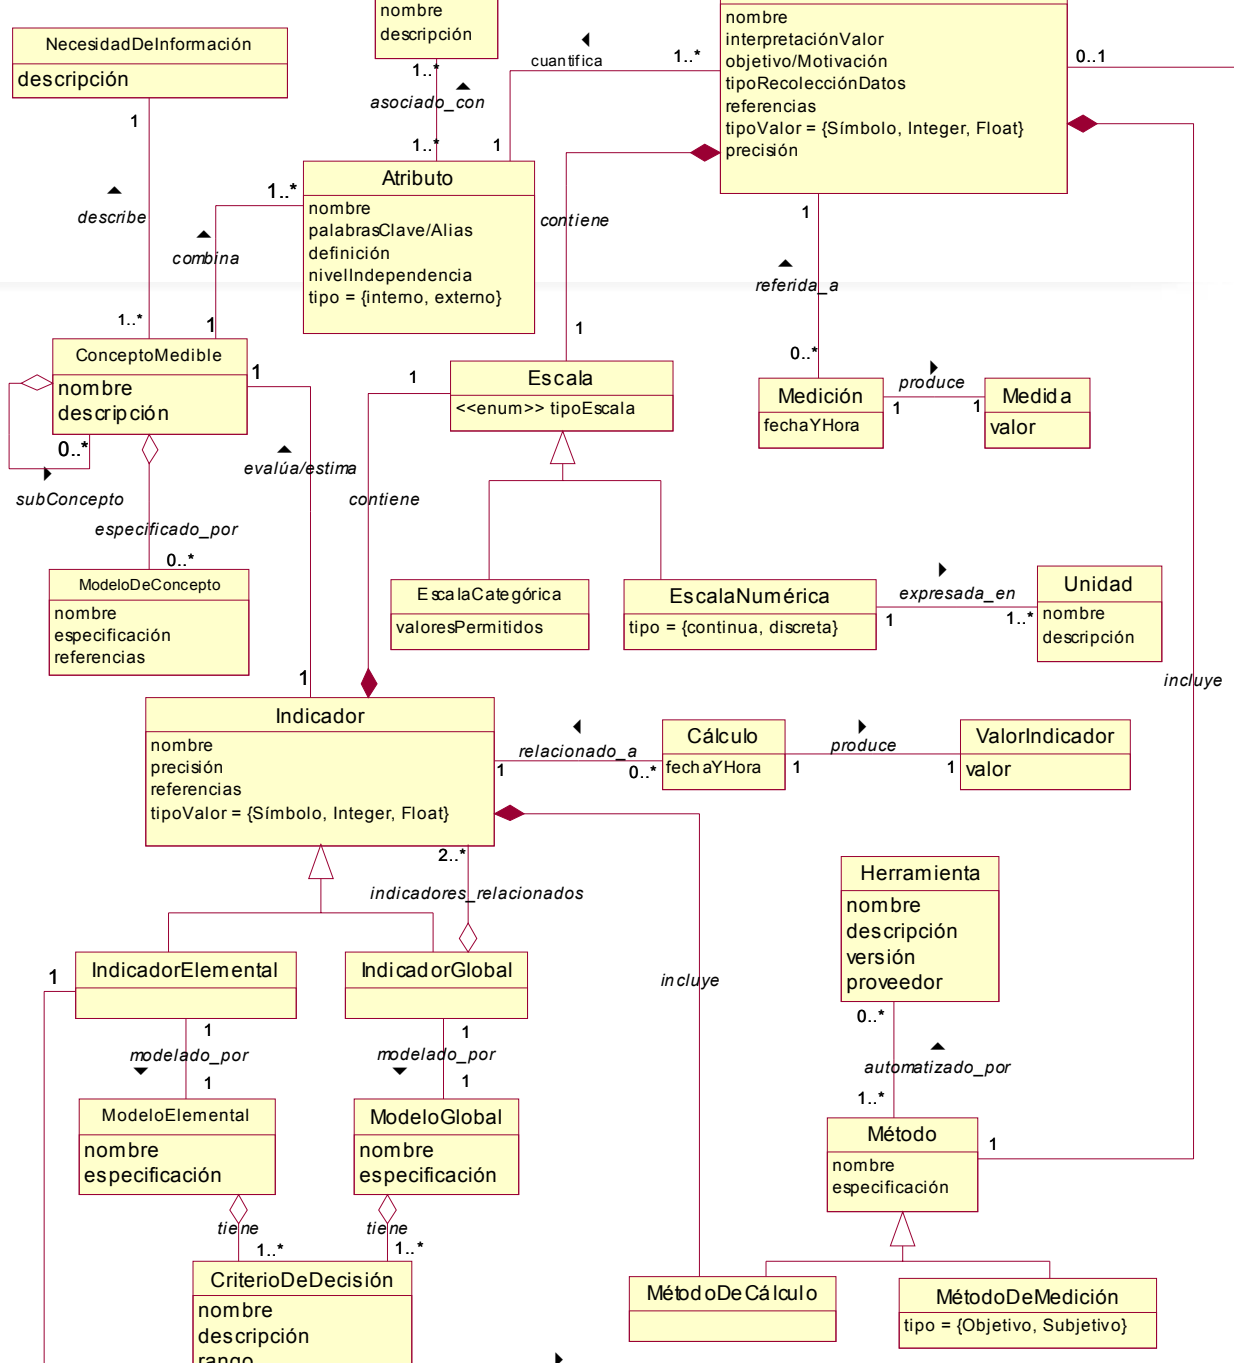 nombre
descripción
NecesidadDeInformación
descripción
nombre
interpretaciónValor
objetivo/Motivación
tipoRecolecciónDatos
referencias
tipoValor = {Símbolo, Integer, Float}
precisión
cuantifica
1..*
0..1
1..*
asociado_con
1..*
1
1
describe
1..*
combina
1..*
1
Atributo
nombre
palabrasClave/Alias
definición
nivelIndependencia
tipo = {interno, externo}
contiene
1
1
referida_a
0..*
ConceptoMedible
nombre
descripción
1
0..*
subConcepto
evalúa/estima
especificado_por
0..*
1
Escala
<<enum>> tipoEscala
contiene
Medición
fechaYHora
produce
1
1
Medida
valor
ModeloDeConcepto
nombre
especificación
referencias
EscalaCategórica
valoresPermitidos
EscalaNumérica
tipo = {continua, discreta}
expresada_en
1
1..*
Unidad
nombre
descripción
incluye
1
Indicador
nombre
precisión
referencias
tipoValor = {Símbolo, Integer, Float}
relacionado_a
1
0..*
Cálculo
fechaYHora
produce
1
1
ValorIndicador
valor
2..*
indicadores_relacionados
incluye
Herramienta
nombre
descripción
versión
proveedor
0..*
automatizado_por
1..*
1
IndicadorElemental
IndicadorGlobal
1
modelado_por
1
1
modelado_por
1
ModeloElemental
nombre
especificación
ModeloGlobal
nombre
especificación
Método
nombre
especificación
1
tiene
1..*
tiene
1..*
CriterioDeDecisión
nombre
descripción
rango
MétodoDeCálculo
MétodoDeMedición
tipo = {Objetivo, Subjetivo}